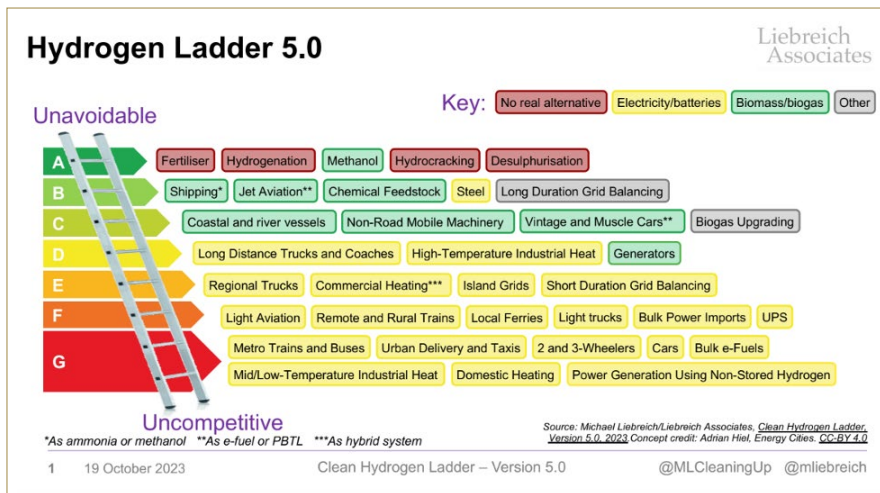 Hydrogen Ladder 5.0
Liebreich
Associates
Key: No real alternative Electricity/batteries Biomass/biogas Other
Unavoidable
A Fertiliser Hydrogenation Methanol Hydrocracking Desulphurisation
B Shipping* Jet Aviation** Chemical Feedstock Steel Long Duration Grid Balancing
C Coastal and river vessels Non-Road Mobile Machinery Vintage and Muscle Cars** Biogas Upgrading
D Long Distance Trucks and Coaches High-Temperature Industrial Heat Generators
E Regional Trucks Commercial Heating*** Island Grids Short Duration Grid Balancing
F Light Aviation Remote and Rural Trains Local Ferries Light trucks Bulk Power Imports UPS
G Metro Trains and Buses Urban Delivery and Taxis 2 and 3-Wheelers Cars Bulk e-Fuels
Mid/Low-Temperature Industrial Heat Domestic Heating Power Generation Using Non-Stored Hydrogen
Uncompetitive
*As ammonia or methanol **As e-fuel or PBTL ***As hybrid system
Source: Michael Liebreich/Liebreich Associates, Clean Hydrogen Ladder,
Version 5.0, 2023. Concept credit: Adrian Hiel, Energy Cities. CC-BY 4.0
1 19 October 2023 Clean Hydrogen Ladder – Version 5.0 @MLCleaningUp @mliebreich